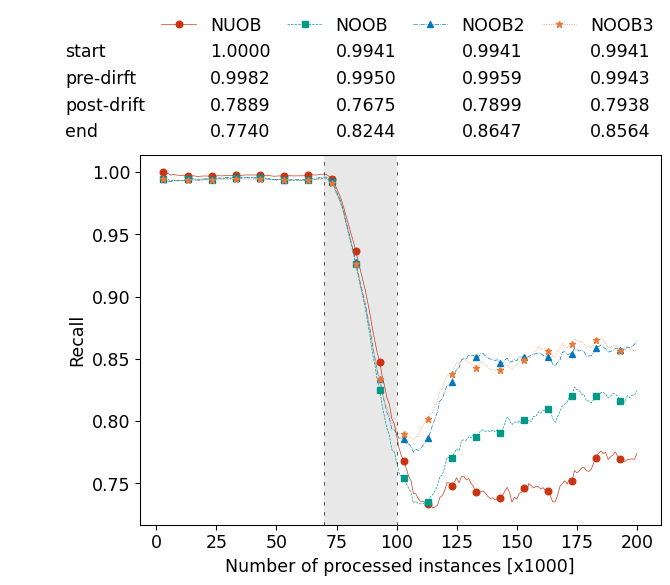 NUOB NOOB NOOB2 NOOB3
start 1.0000 0.9941 0.9941 0.9941
pre-dirft 0.9982 0.9950 0.9959 0.9943
post-drift 0.7889 0.7675 0.7899 0.7938
end 0.7740 0.8244 0.8647 0.8564
1.00
0.95
0.90
0.85
0.80
0.75
Recall
0 25 50 75 100 125 150 175 200
Number of processed instances [x1000]